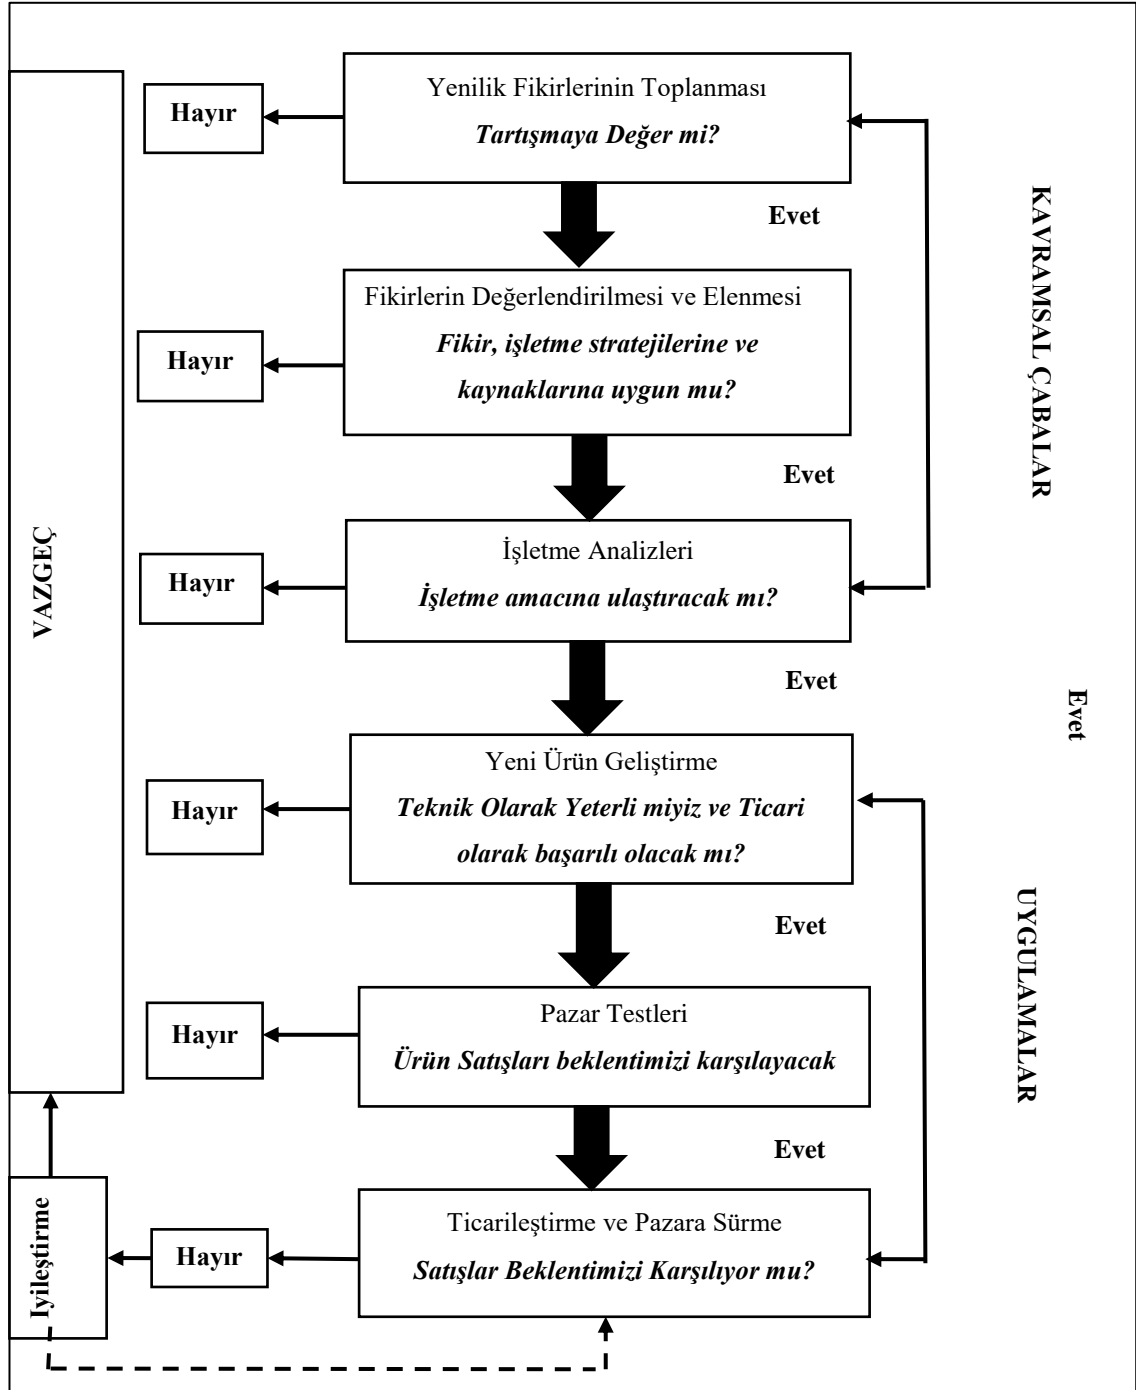 Yenilik Fikirlerinin Toplanması
Tartışmaya Değer mi?
Hayır
Evet
Fikirlerin Değerlendirilmesi ve Elenmesi
Fikir, işletme stratejilerine ve
kaynaklarına uygun mu?
Hayır
Evet
İşletme Analizleri
İşletme amacına ulaştıracak mı?
Hayır
Evet
Yeni Ürün Geliştirme
Teknik Olarak Yeterli miyiz ve Ticari
olarak başarılı olacak mı?
Hayır
Evet
Pazar Testleri
Ürün Satışları beklentimizi karşılayacak
Hayır
Evet
Ticarileştirme ve Pazara Sürme
Satışlar Beklentimizi Karşılıyor mu?
Hayır
Iyileştirme
VAZGEÇ
KAVRAMSAL ÇABALAR
Evet
UYGULAMALAR